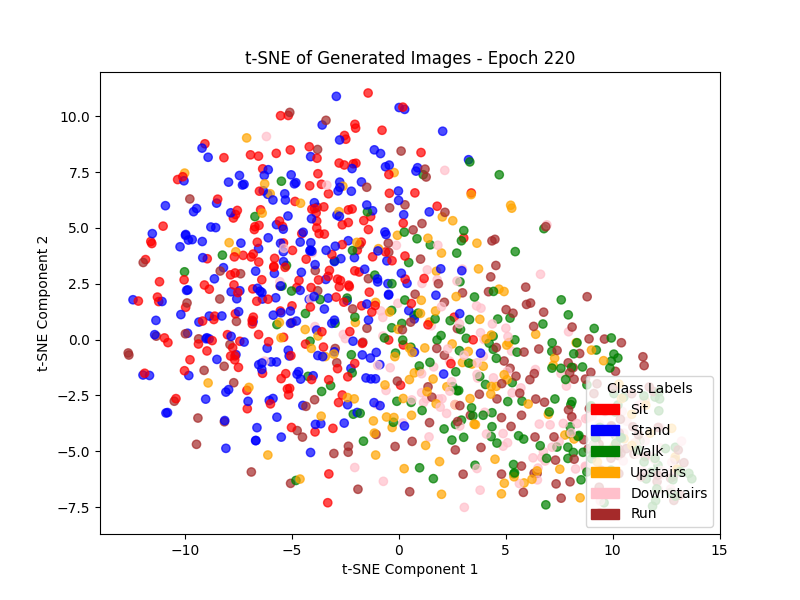 t-SNE of Generated Images - Epoch 220
t-SNE Component 2
10.0
7.5
5.0
2.5
0.0
−2.5
−5.0
−7.5
Class Labels
Sit
Stand
Walk
Upstairs
Downstairs
Run
−10
−5
0
5
10
15
t-SNE Component 1